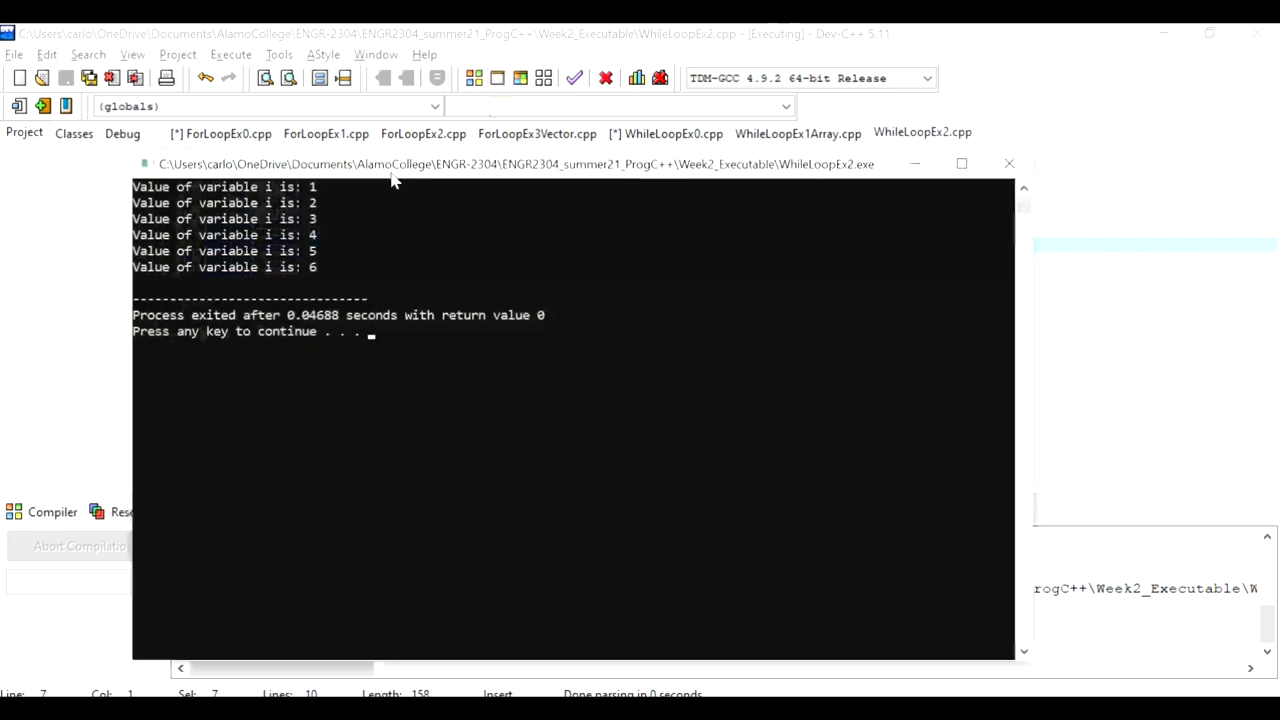 C:\Users\carlo\OneDrive\Documents\AlamoCollege\ENGR-2304\ENGR2304_summer21_ProgC++\Week2_Executable\WhileLoopEx2.cpp - [Executing] - Dev-C++ 5.11
File Edit Search View Project Execute Tools AStyle Window Help
TDM-GCC 4.9.2 64-bit Release
(globals)
Project Classes Debug [*] ForLoopEx0.cpp ForLoopEx1.cpp ForLoopEx2.cpp ForLoopEx3Vector.cpp [*] WhileLoopEx0.cpp WhileLoopEx1Array.cpp WhileLoopEx2.cpp
C:\Users\carlo\OneDrive\Documents\AlamoCollege\ENGR-2304\ENGR2304_summer21_ProgC++\Week2_Executable\WhileLoopEx2.exe
Value of variable i is: 1
Value of variable i is: 2
Value of variable i is: 3
Value of variable i is: 4
Value of variable i is: 5
Value of variable i is: 6
--------------------------------
Process exited after 0.04688 seconds with return value 0
Press any key to continue . . .
Compiler Reso
Abort Compilatio
rogC++\Week2_Executable\W
Line: 7 Col: 1 Sel: 7 Lines: 10 Length: 158 Insert Done parsing in 0 seconds